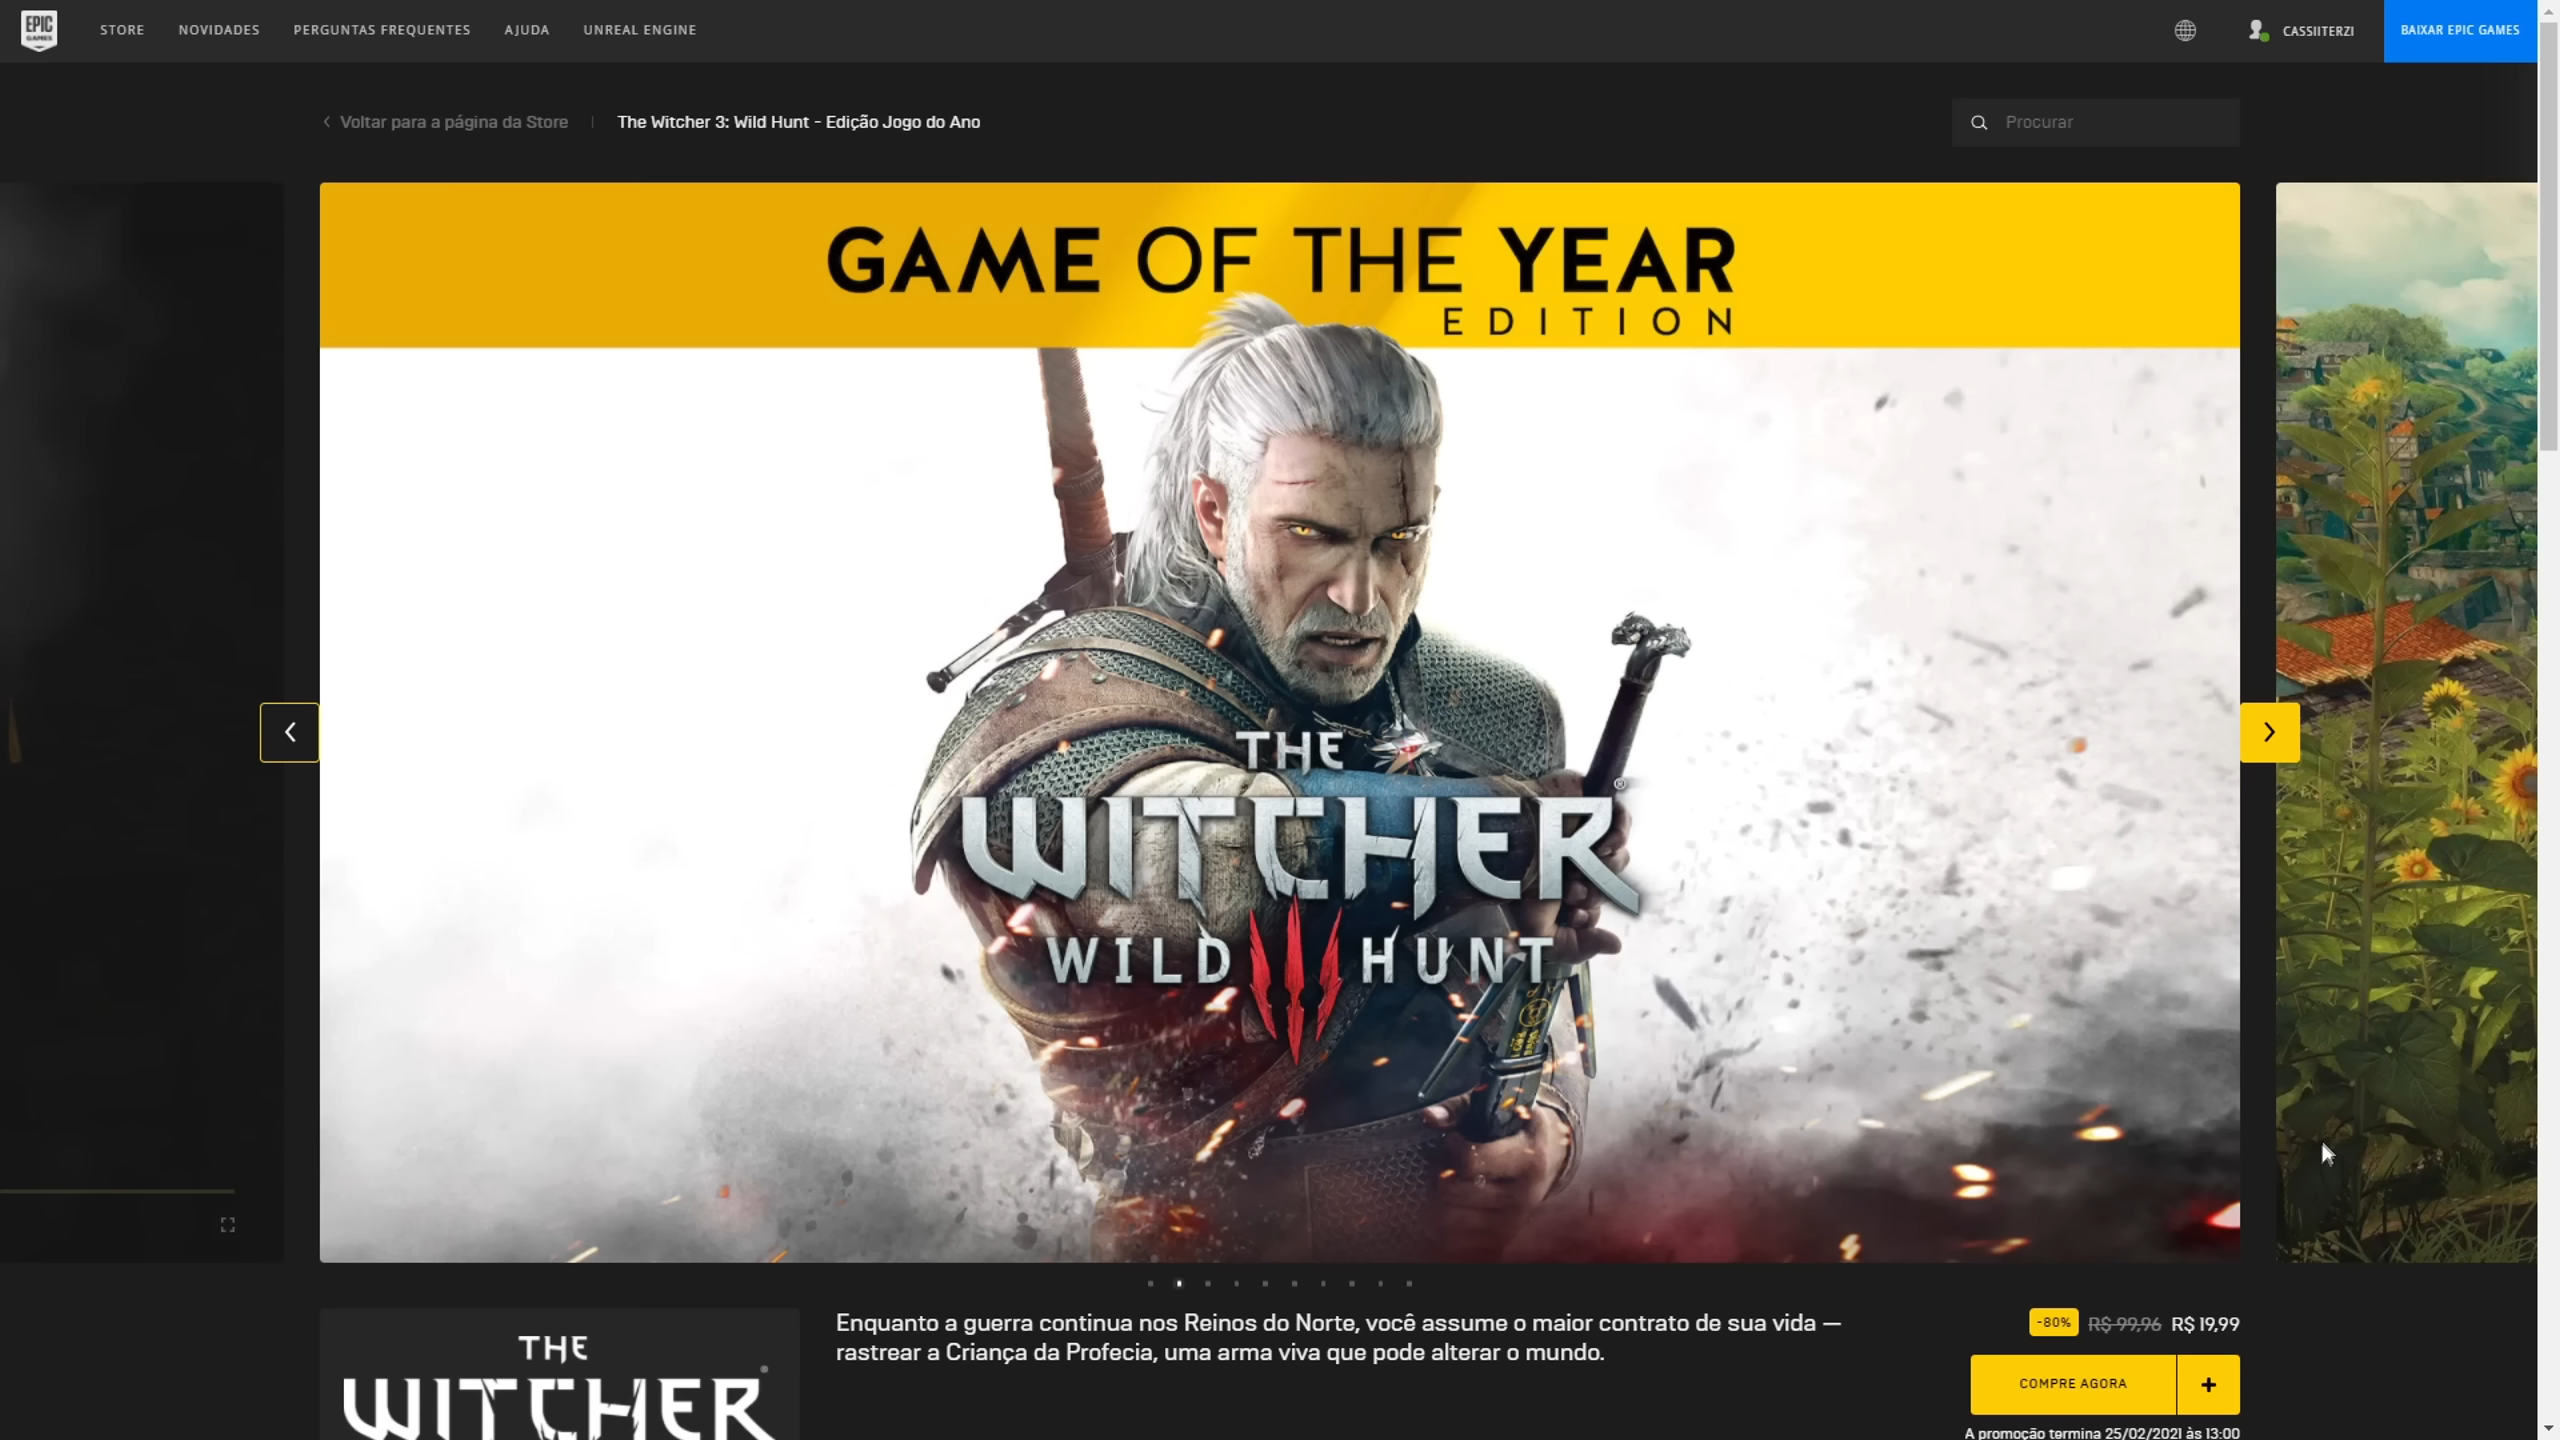 EPIC
GAMES
STORE
NOVIDADES
PERGUNTAS FREQUENTES
AJUDA
UNREAL ENGINE
CASSIITERZI
BAIXAR EPIC GAMES
Voltar para a página da Store
The Witcher 3: Wild Hunt - Edição Jogo do Ano
Procurar
GAME OF THE YEAR
EDITION
THE
WITCHER®
WILD HUNT
THE
WITCHER
Enquanto a guerra continua nos Reinos do Norte, você assume o maior contrato de sua vida —
rastrear a Criança da Profecia, uma arma viva que pode alterar o mundo.
-80% R$ 99,96 R$ 19,99
COMPRE AGORA +
A promoção termina 25/02/2021 às 13:00